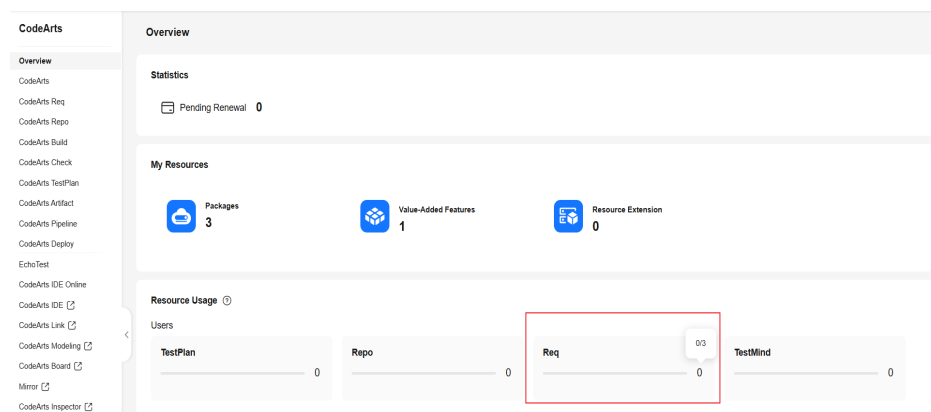 CodeArts
Overview
CodeArts
CodeArts Req
CodeArts Repo
CodeArts Build
CodeArts Check
CodeArts TestPlan
CodeArts Artifact
CodeArts Pipeline
CodeArts Deploy
EchoTest
CodeArts IDE Online
CodeArts IDE
CodeArts Link
CodeArts Modeling
CodeArts Board
Mirror
CodeArts Inspector
Overview
Statistics
Pending Renewal 0
My Resources
Packages
3
Value-Added Features
1
Resource Extension
0
Resource Usage ?
Users
TestPlan
0
Repo
0
Req
0/3
0
TestMind
0